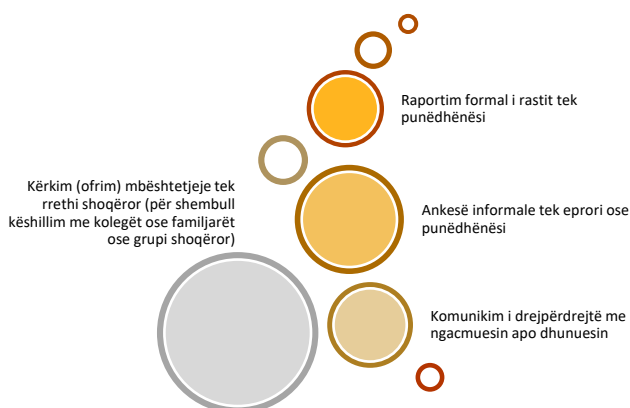 Raportim formal i rastit tek
punëdhënësi
Kërkim (ofrim) mbështetjeje tek
rrethi shoqëror (për shembull
këshillim me kolegët ose familjarët
ose grupi shoqëror)
Ankesë informale tek eprori ose
punëdhënësi
Komunikim i drejpërdrejtë me
ngacmuesin apo dhunuesin